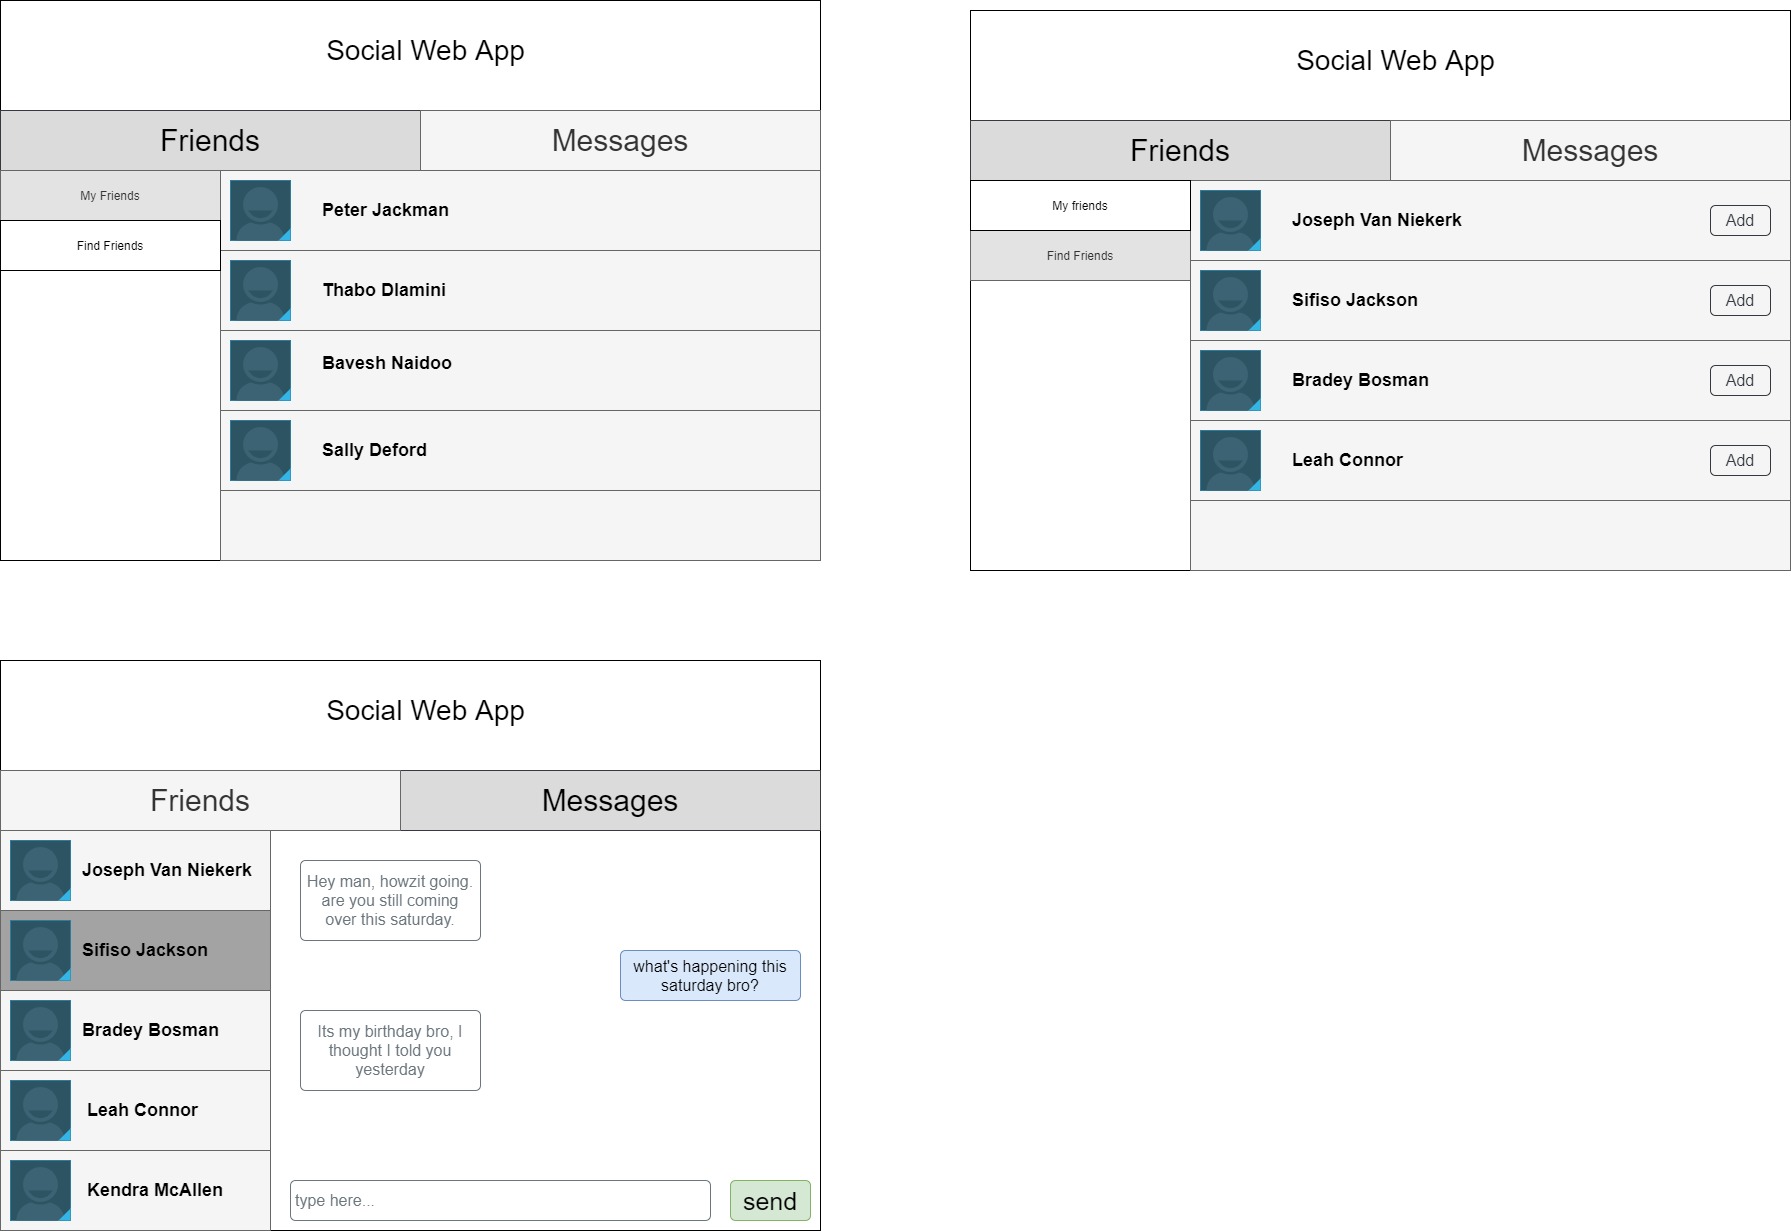 Social Web App
Friends
Messages
My Friends
Find Friends
Peter Jackman
Thabo Dlamini
Bavesh Naidoo
Sally Deford
Social Web App
Friends
Messages
My friends
Find Friends
Joseph Van Niekerk
Add
Sifiso Jackson
Add
Bradey Bosman
Add
Leah Connor
Add
Social Web App
Friends
Messages
Joseph Van Niekerk
Sifiso Jackson
Bradey Bosman
Leah Connor
Kendra McAllen
Hey man, howzit going.
are you still coming
over this saturday.
what's happening this
saturday bro?
Its my birthday bro, I
thought I told you
yesterday
type here...
send